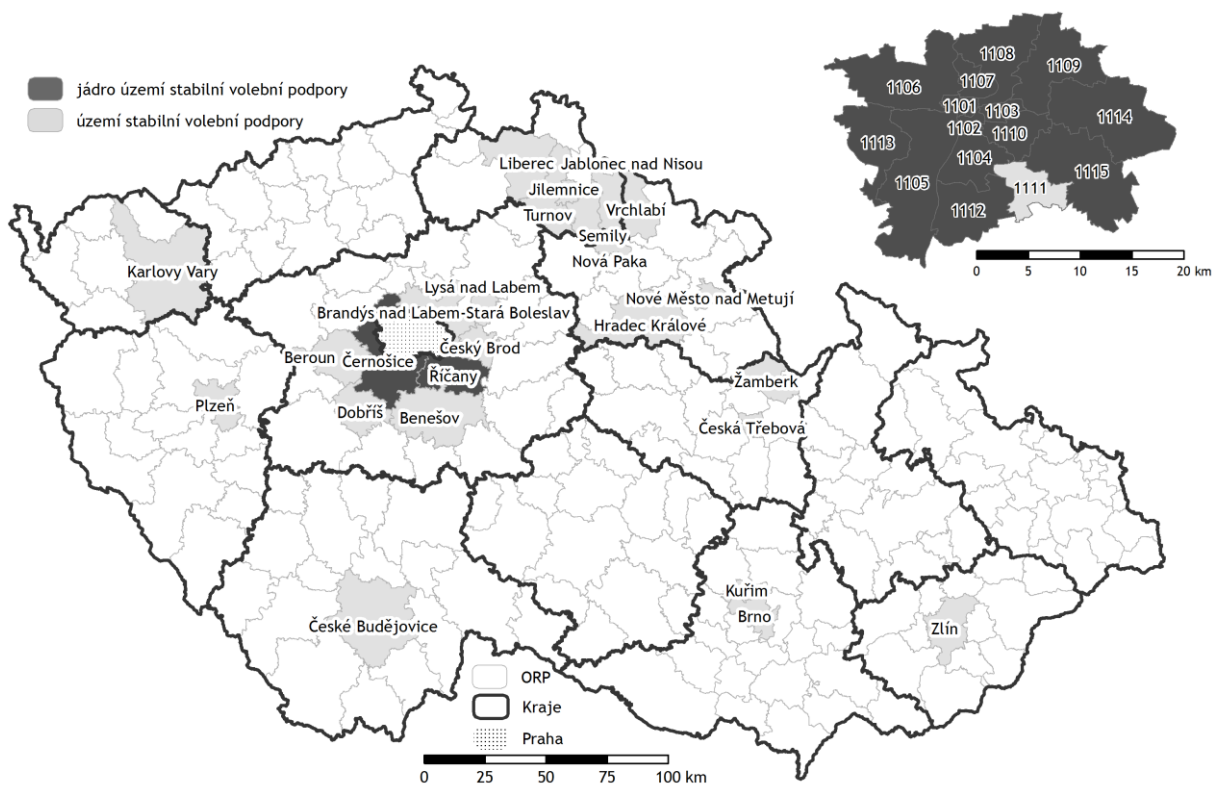 jádro území stabilní volební podpory
území stabilní volební podpory
1108
1109
1106
1107
1101
1103
1114
1102
1110
1113
1104
1115
1105
1111
1112
0
5
10
15
20 km
Liberec
Jablonec nad Nisou
Jilemnice
Turnov
Vrchlabí
Semily
Nová Paka
Karlovy Vary
Lysá nad Labem
Nové Město nad Metují
Brandýs nad Labem-Stará Boleslav
Hradec Králové
Český Brod
Beroun
Černošice
Říčany
Žamberk
Plzeň
Dobříš
Benešov
Česká Třebová
Kuřim
Brno
České Budějovice
Zlín
ORP
Kraje
Praha
0
25
50
75
100 km